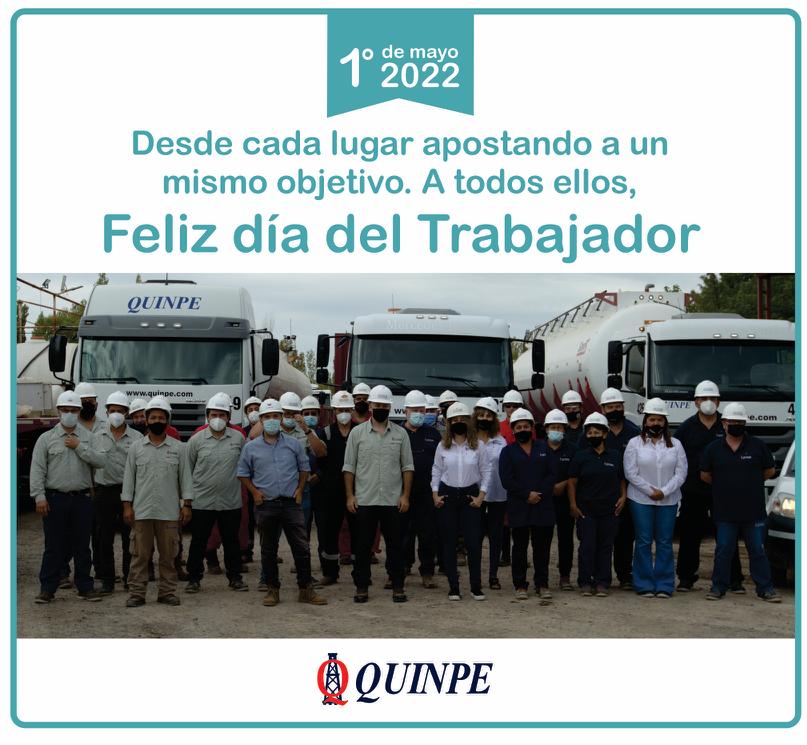 1° de mayo
2022
Desde cada lugar apostando a un
mismo objetivo. A todos ellos,
Feliz día del Trabajador
QUINPE
www.quinpe.com
QUINPE
QUINPE